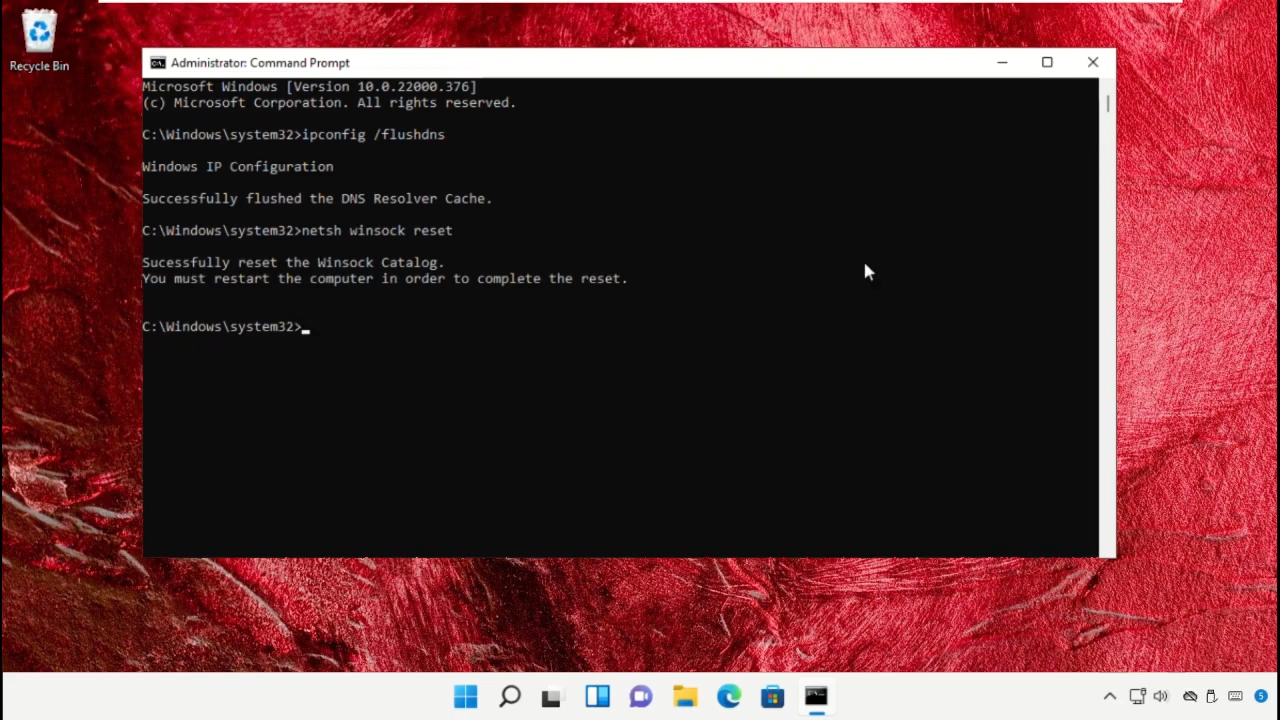 Recycle Bin
Administrator: Command Prompt
Microsoft Windows [Version 10.0.22000.376]
(c) Microsoft Corporation. All rights reserved.
C:\Windows\system32>ipconfig /flushdns
Windows IP Configuration
Successfully flushed the DNS Resolver Cache.
C:\Windows\system32>netsh winsock reset
Sucessfully reset the Winsock Catalog.
You must restart the computer in order to complete the reset.
C:\Windows\system32>
5